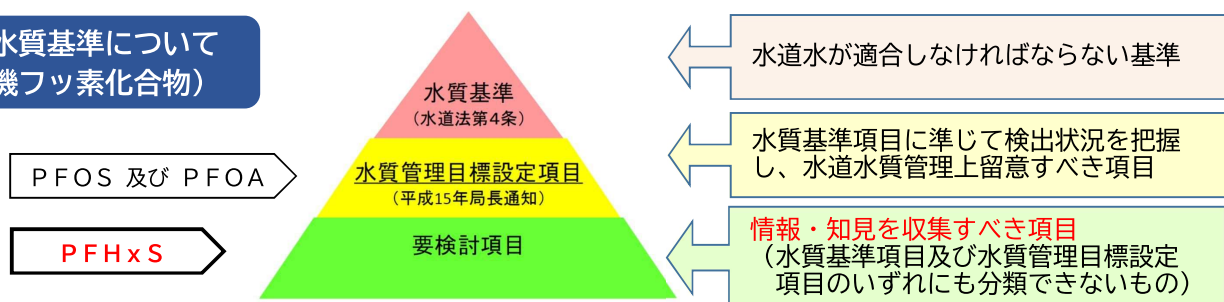 水質基準について
機フッ素化合物）
水質基準
（水道法第4条）
水質管理目標設定項目
（平成15年局長通知）
要検討項目
ＰＦＯＳ 及び ＰＦＯＡ
ＰＦＨｘＳ
水道水が適合しなければならない基準
水質基準項目に準じて検出状況を把握
し、水道水質管理上留意すべき項目
情報・知見を収集すべき項目
（水質基準項目及び水質管理目標設定
項目のいずれにも分類できないもの）